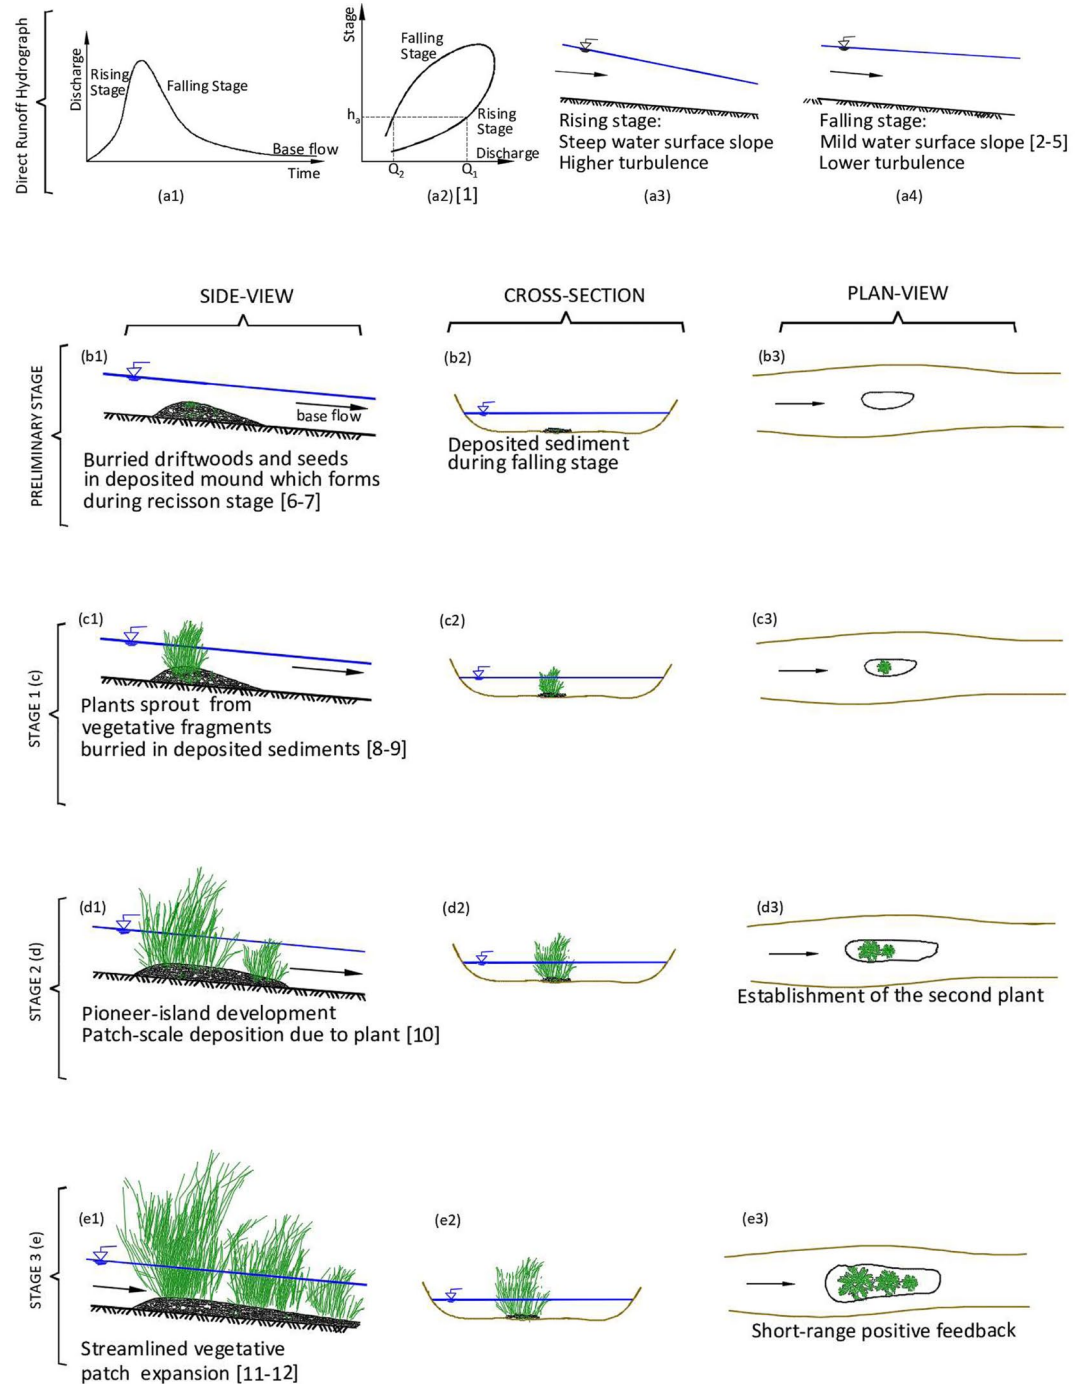 Direct Runoff Hydrograph
Discharge
Rising
Stage
Falling Stage
Base flow
Time
(a1)
Stage
Falling
Stage
hₐ
Rising
Stage
Discharge
Q₂
Q₁
(a2) [1]
Rising stage:
Steep water surface slope
Higher turbulence
(a3)
Falling stage:
Mild water surface slope [2-5]
Lower turbulence
(a4)
SIDE-VIEW
CROSS-SECTION
PLAN-VIEW
PRELIMINARY STAGE
(b1)
base flow
Burried driftwoods and seeds
in deposited mound which forms
during recisson stage [6-7]
(b2)
Deposited sediment
during falling stage
(b3)
STAGE 1 (c)
(c1)
Plants sprout from
vegetative fragments
burried in deposited sediments [8-9]
(c2)
(c3)
STAGE 2 (d)
(d1)
Pioneer-island development
Patch-scale deposition due to plant [10]
(d2)
(d3)
Establishment of the second plant
STAGE 3 (e)
(e1)
Streamlined vegetative
patch expansion [11-12]
(e2)
(e3)
Short-range positive feedback